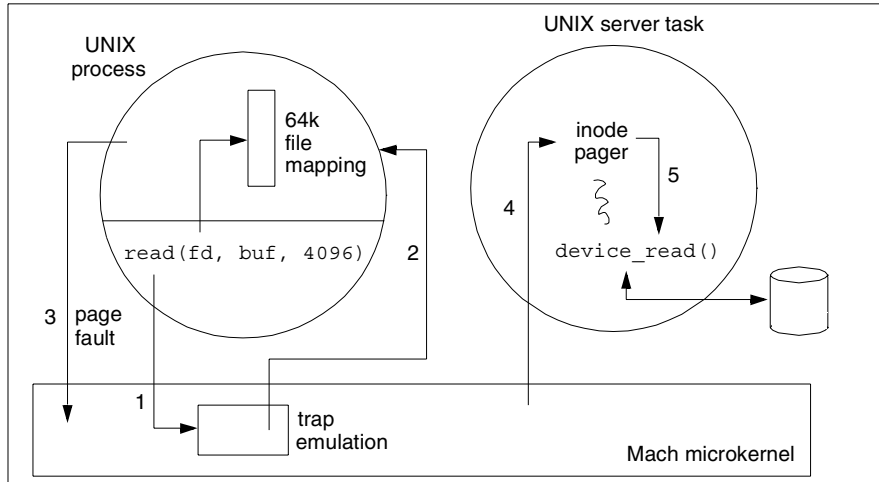 UNIX server task
UNIX
process
64k
file
mapping
inode
pager
5
4
read(fd, buf, 4096)
2
device_read()
3
page
fault
1
trap
emulation
Mach microkernel